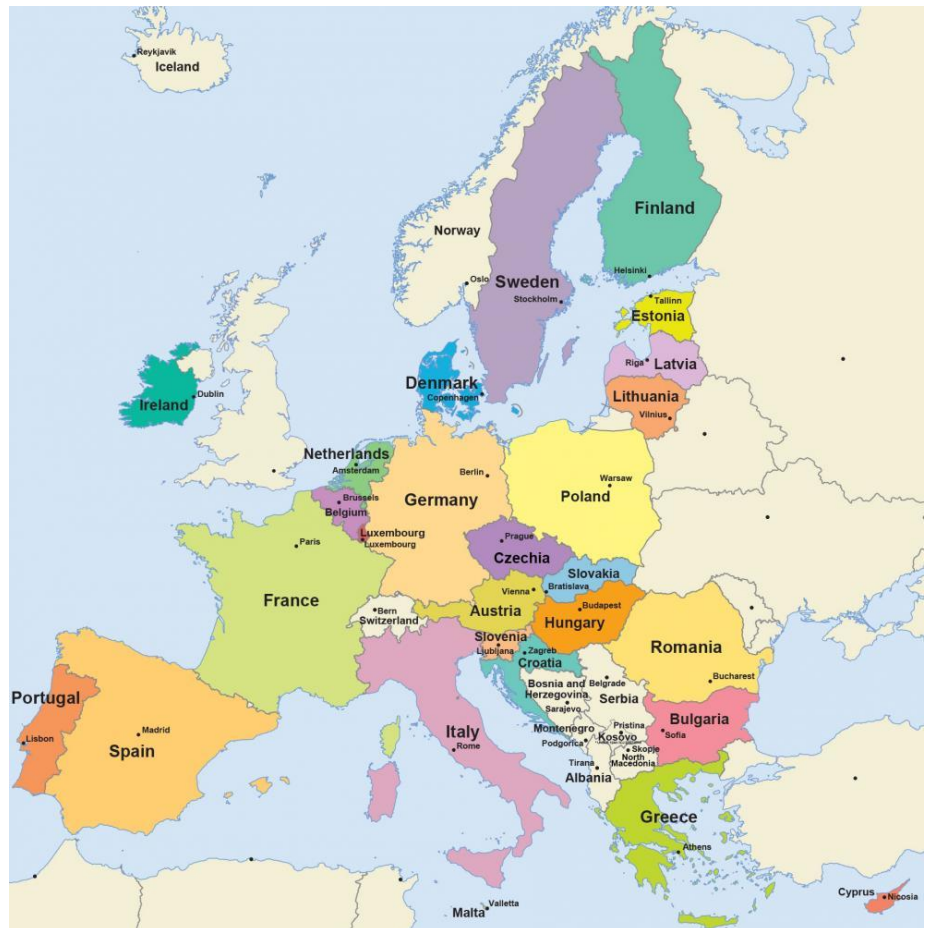 Reykjavik
Iceland
Finland
Norway
Helsinki
Oslo
Sweden
Stockholm
Tallinn
Estonia
Riga
Latvia
Denmark
Copenhagen
Lithuania
Vilnius
Dublin
Ireland
Netherlands
Amsterdam
Berlin
Warsaw
Poland
Germany
Brussels
Belgium
Luxembourg
Luxembourg
Paris
Prague
Czechia
Slovakia
Bratislava
Vienna
Austria
France
Bern
Switzerland
Budapest
Hungary
Slovenia
Ljubljana
Zagreb
Croatia
Romania
Bucharest
Bosnia and
Herzegovina
Sarajevo
Belgrade
Serbia
Portugal
Lisbon
Madrid
Spain
Italy
Rome
Montenegro
Podgorica
Pristina
Kosovo
Bulgaria
Sofia
Skopje
North
Macedonia
Tirana
Albania
Greece
Athens
Valletta
Malta
Cyprus
Nicosia